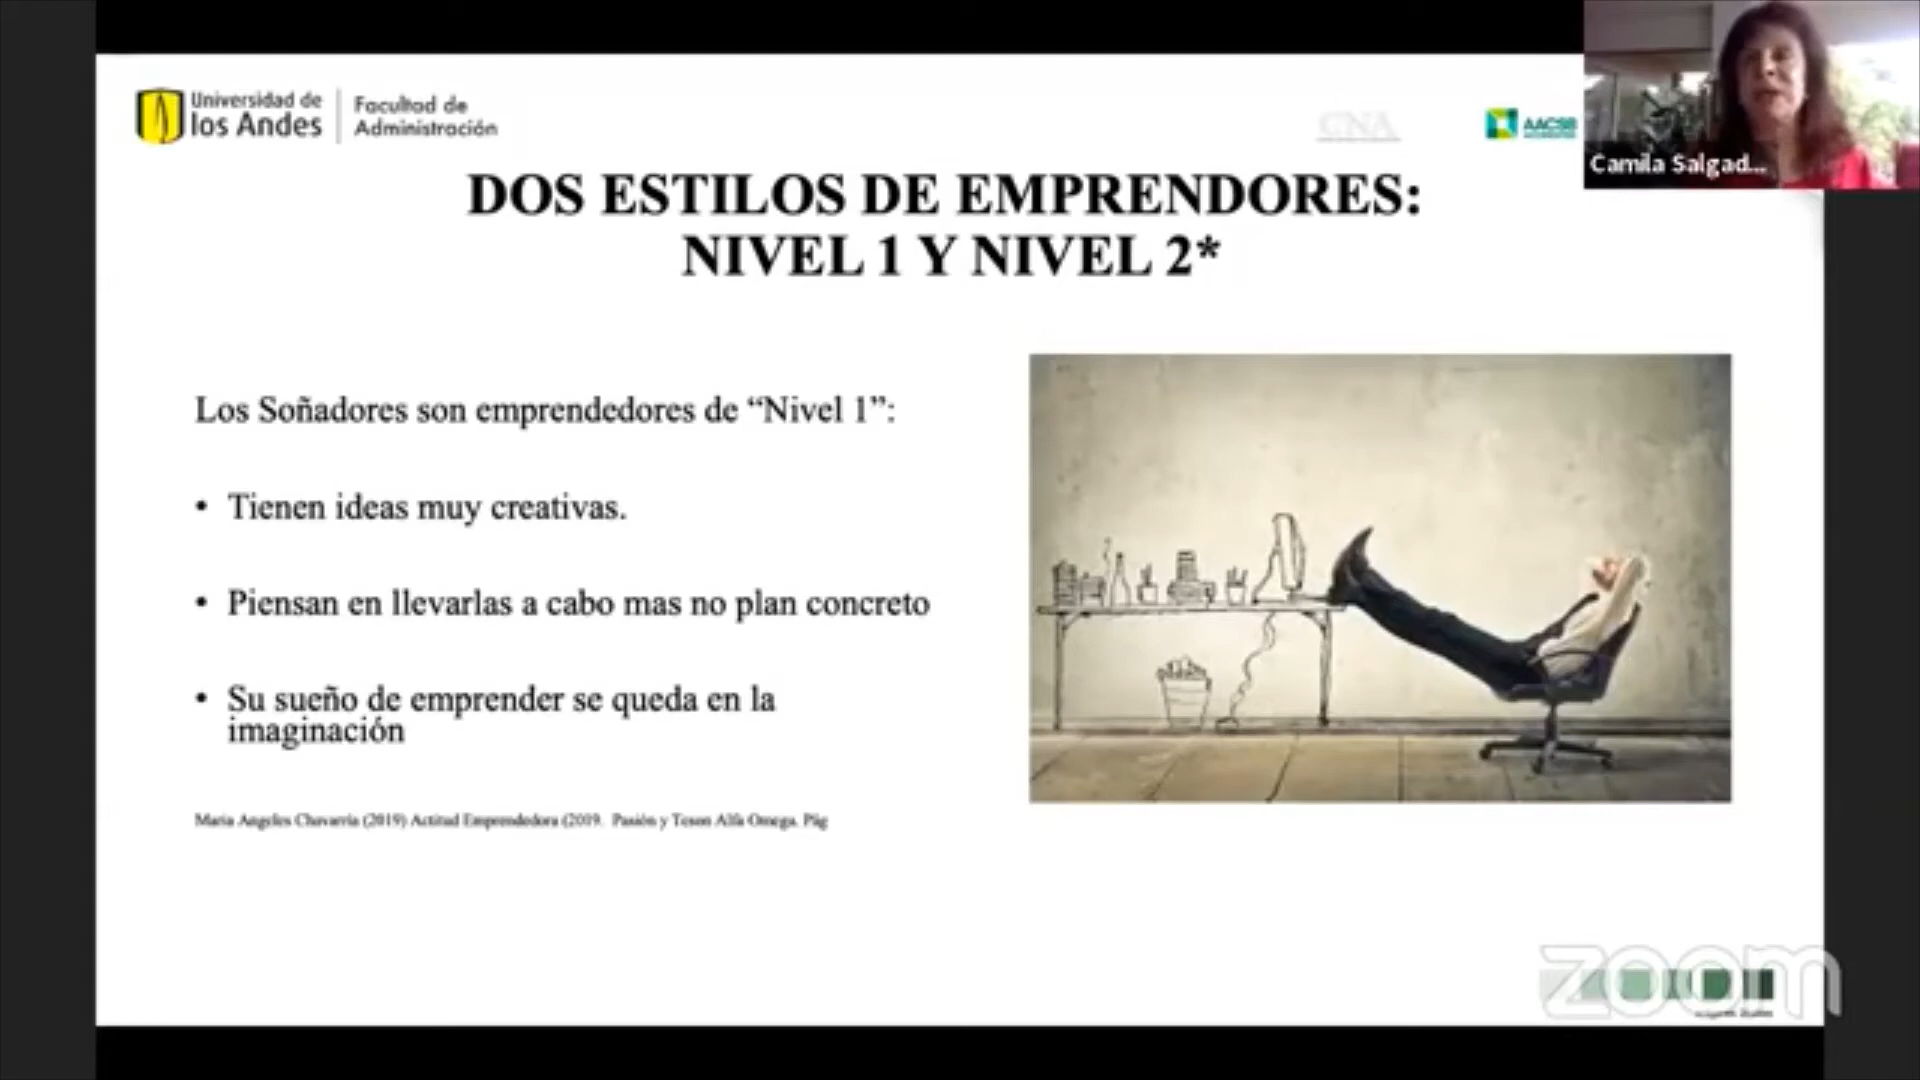 Universidad de
los Andes
Facultad de
Administración
CNA
AACSB
ACCREDITED
Camila Salgad...
DOS ESTILOS DE EMPRENDORES:
NIVEL 1 Y NIVEL 2*
Los Soñadores son emprendedores de “Nivel 1”:
• Tienen ideas muy creativas.
• Piensan en llevarlas a cabo mas no plan concreto
• Su sueño de emprender se queda en la
imaginación
Maria Angeles Chavarria (2019) Actitud Emprendedora (2019. Pasión y Teson Alfa Omega. Pág
zoom